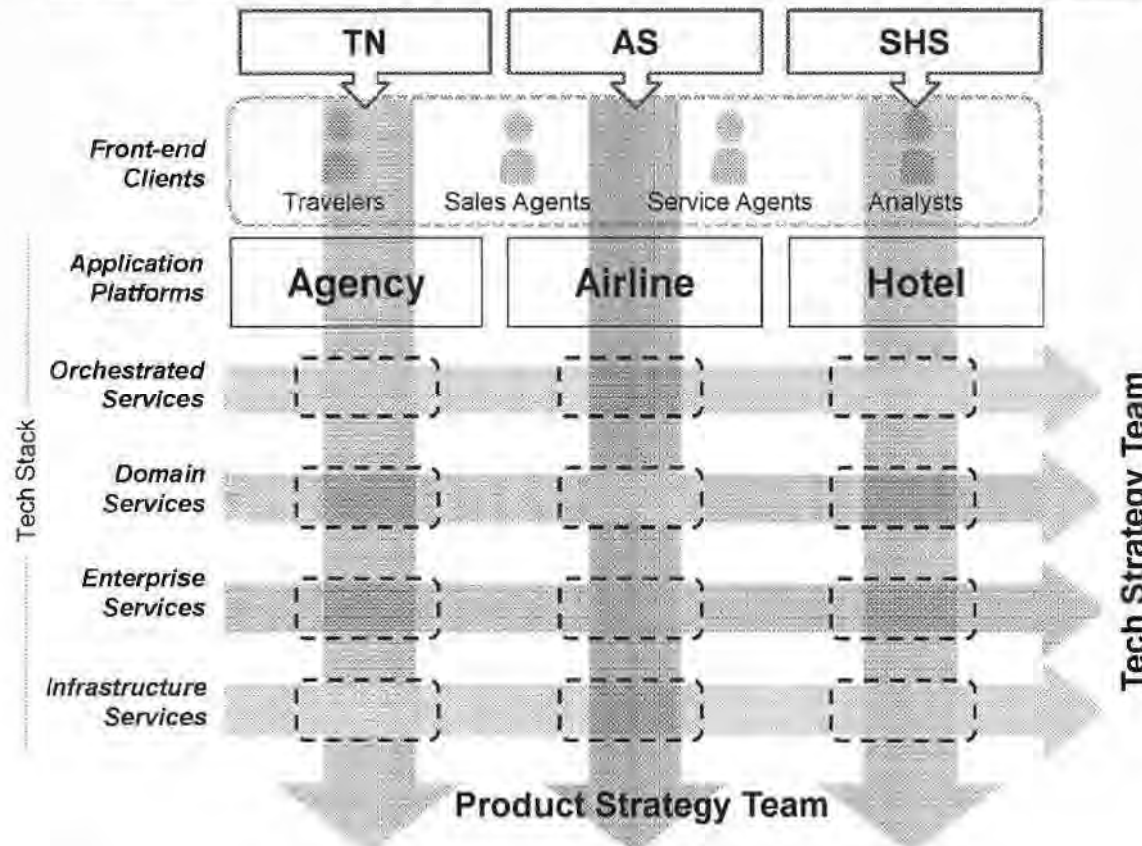 TN
AS
SHS
Front-end
Clients
Travelers
Sales Agents
Service Agents
Analysts
Application
Platforms
Agency
Airline
Hotel
Tech Stack
Orchestrated
Services
Domain
Services
Enterprise
Services
Infrastructure
Services
Tech Strategy Team
Product Strategy Team